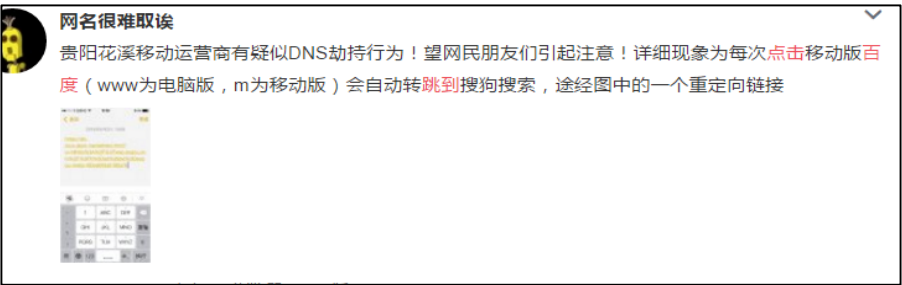 网名很难取诶
贵阳花溪移动运营商有疑似DNS劫持行为！望网民朋友们引起注意！详细现象为每次点击移动版百
度（www为电脑版，m为移动版）会自动转跳到搜狗搜索，途经图中的一个重定向链接